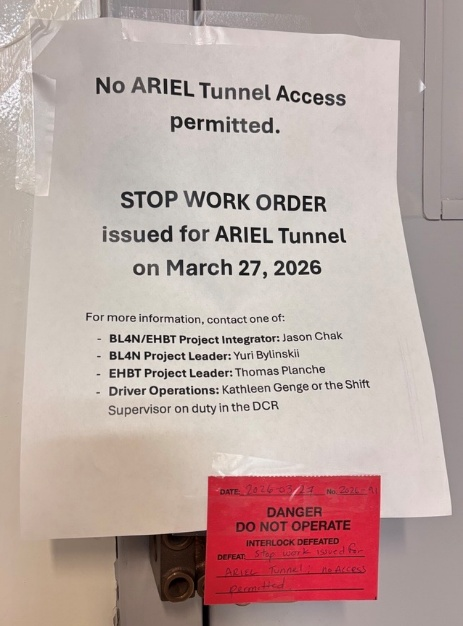 No ARIEL Tunnel Access
permitted.
STOP WORK ORDER
issued for ARIEL Tunnel
on March 27, 2026
For more information, contact one of:
- BL4N/EHBT Project Integrator: Jason Chak
- BL4N Project Leader: Yuri Bylinskii
- EHBT Project Leader: Thomas Planche
- Driver Operations: Kathleen Genge or the Shift
Supervisor on duty in the DCR
DATE: 2026-03-27 No.
DANGER
DO NOT OPERATE
INTERLOCK DEFEATED
DEFEAT: Stop work issued for
ARIEL Tunnel; No Access
permitted